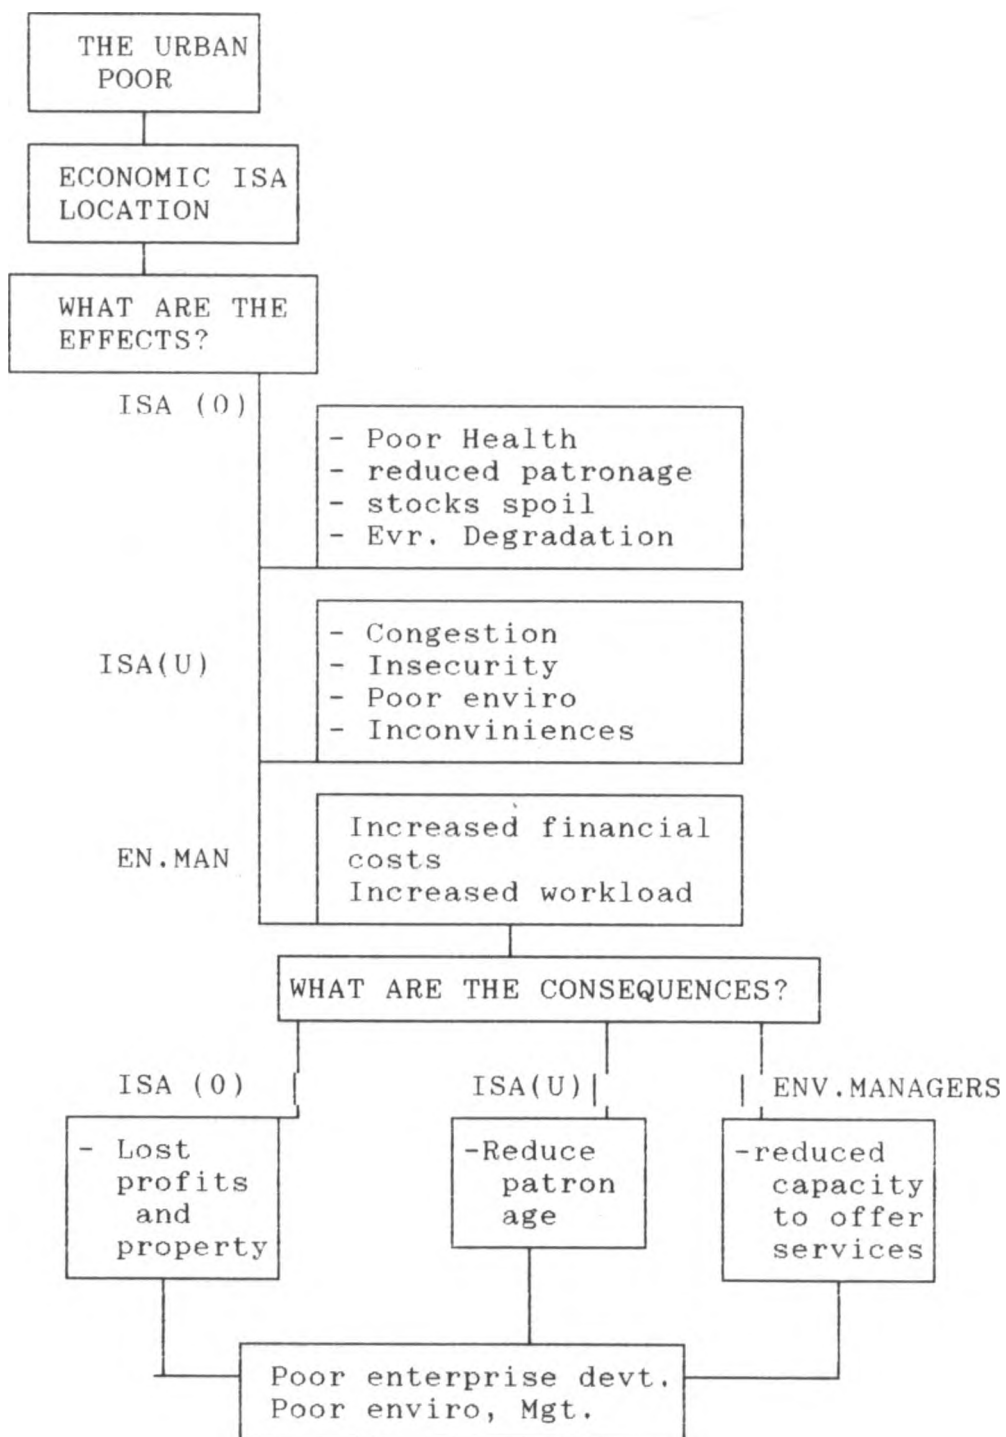 THE URBAN
POOR
ECONOMIC ISA
LOCATION
WHAT ARE THE
EFFECTS?
ISA (0)
- Poor Health
- reduced patronage
- stocks spoil
- Evr. Degradation
ISA(U)
- Congestion
- Insecurity
- Poor enviro
- Inconviniences
EN.MAN
Increased financial
costs
Increased workload
WHAT ARE THE CONSEQUENCES?
ISA (0)
- Lost
profits
and
property
ISA(U)
-Reduce
patron
age
ENV.MANAGERS
-reduced
capacity
to offer
services
Poor enterprise devt.
Poor enviro, Mgt.